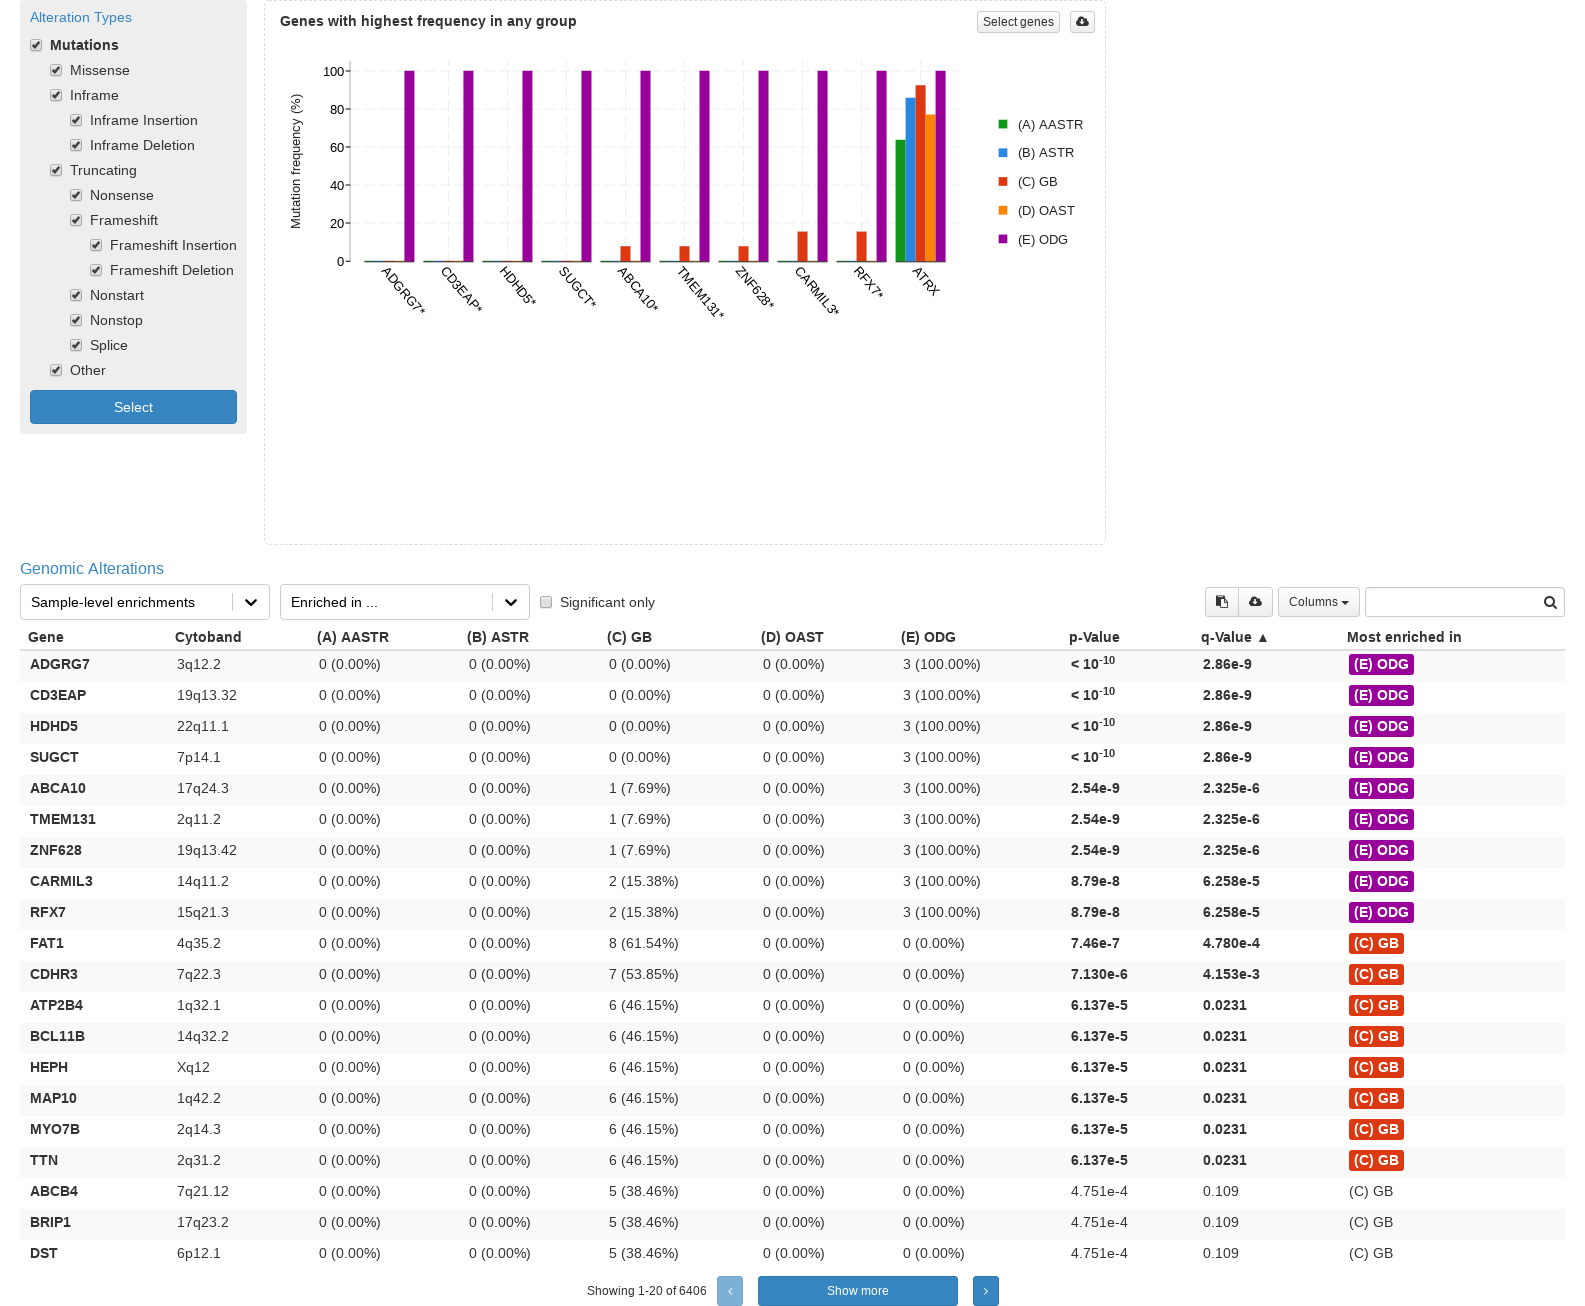 Alteration Types
Mutations
Missense
Inframe
Inframe Insertion
Inframe Deletion
Truncating
Nonsense
Frameshift
Frameshift Insertion
Frameshift Deletion
Nonstart
Nonstop
Splice
Other
Select
Genes with highest frequency in any group
Select genes
Mutation frequency (%)
100
80
60
40
20
0
ADGRG7*
CD3EAP*
HDHD5*
SUGCT*
ABCA10*
TMEM131*
ZNF628*
CARMIL3*
RFX7*
ATRX
(A) AASTR
(B) ASTR
(C) GB
(D) OAST
(E) ODG
Genomic Alterations
Sample-level enrichments Enriched in ... Significant only Columns
Gene Cytoband (A) AASTR (B) ASTR (C) GB (D) OAST (E) ODG p-Value q-Value ▲ Most enriched in
ADGRG7 3q12.2 0 (0.00%) 0 (0.00%) 0 (0.00%) 0 (0.00%) 3 (100.00%) < 10-10 2.86e-9 (E) ODG
CD3EAP 19q13.32 0 (0.00%) 0 (0.00%) 0 (0.00%) 0 (0.00%) 3 (100.00%) < 10-10 2.86e-9 (E) ODG
HDHD5 22q11.1 0 (0.00%) 0 (0.00%) 0 (0.00%) 0 (0.00%) 3 (100.00%) < 10-10 2.86e-9 (E) ODG
SUGCT 7p14.1 0 (0.00%) 0 (0.00%) 0 (0.00%) 0 (0.00%) 3 (100.00%) < 10-10 2.86e-9 (E) ODG
ABCA10 17q24.3 0 (0.00%) 0 (0.00%) 1 (7.69%) 0 (0.00%) 3 (100.00%) 2.54e-9 2.325e-6 (E) ODG
TMEM131 2q11.2 0 (0.00%) 0 (0.00%) 1 (7.69%) 0 (0.00%) 3 (100.00%) 2.54e-9 2.325e-6 (E) ODG
ZNF628 19q13.42 0 (0.00%) 0 (0.00%) 1 (7.69%) 0 (0.00%) 3 (100.00%) 2.54e-9 2.325e-6 (E) ODG
CARMIL3 14q11.2 0 (0.00%) 0 (0.00%) 2 (15.38%) 0 (0.00%) 3 (100.00%) 8.79e-8 6.258e-5 (E) ODG
RFX7 15q21.3 0 (0.00%) 0 (0.00%) 2 (15.38%) 0 (0.00%) 3 (100.00%) 8.79e-8 6.258e-5 (E) ODG
FAT1 4q35.2 0 (0.00%) 0 (0.00%) 8 (61.54%) 0 (0.00%) 0 (0.00%) 7.46e-7 4.780e-4 (C) GB
CDHR3 7q22.3 0 (0.00%) 0 (0.00%) 7 (53.85%) 0 (0.00%) 0 (0.00%) 7.130e-6 4.153e-3 (C) GB
ATP2B4 1q32.1 0 (0.00%) 0 (0.00%) 6 (46.15%) 0 (0.00%) 0 (0.00%) 6.137e-5 0.0231 (C) GB
BCL11B 14q32.2 0 (0.00%) 0 (0.00%) 6 (46.15%) 0 (0.00%) 0 (0.00%) 6.137e-5 0.0231 (C) GB
HEPH Xq12 0 (0.00%) 0 (0.00%) 6 (46.15%) 0 (0.00%) 0 (0.00%) 6.137e-5 0.0231 (C) GB
MAP10 1q42.2 0 (0.00%) 0 (0.00%) 6 (46.15%) 0 (0.00%) 0 (0.00%) 6.137e-5 0.0231 (C) GB
MYO7B 2q14.3 0 (0.00%) 0 (0.00%) 6 (46.15%) 0 (0.00%) 0 (0.00%) 6.137e-5 0.0231 (C) GB
TTN 2q31.2 0 (0.00%) 0 (0.00%) 6 (46.15%) 0 (0.00%) 0 (0.00%) 6.137e-5 0.0231 (C) GB
ABCB4 7q21.12 0 (0.00%) 0 (0.00%) 5 (38.46%) 0 (0.00%) 0 (0.00%) 4.751e-4 0.109 (C) GB
BRIP1 17q23.2 0 (0.00%) 0 (0.00%) 5 (38.46%) 0 (0.00%) 0 (0.00%) 4.751e-4 0.109 (C) GB
DST 6p12.1 0 (0.00%) 0 (0.00%) 5 (38.46%) 0 (0.00%) 0 (0.00%) 4.751e-4 0.109 (C) GB
Showing 1-20 of 6406 ‹ Show more ›